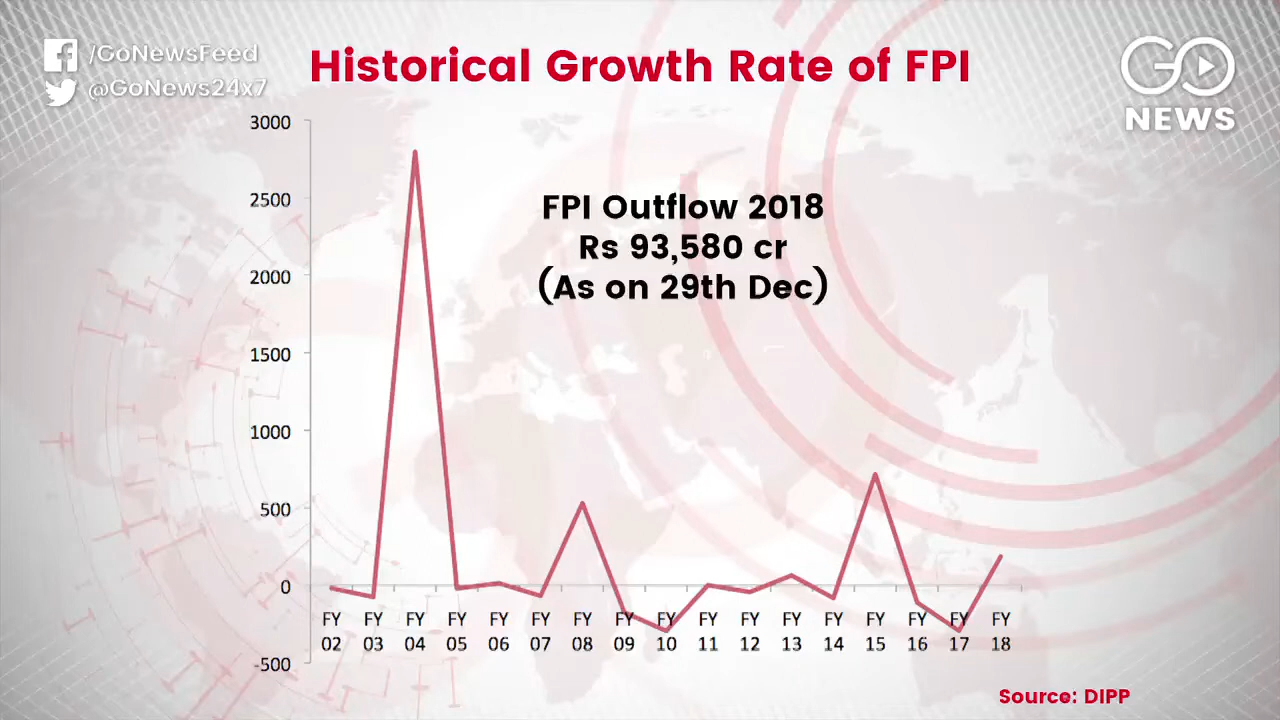 /GoNewsFeed
@GoNews24x7
Historical Growth Rate of FPI
GO
NEWS
FPI Outflow 2018
Rs 93,580 cr
(As on 29th Dec)
3000
2500
2000
1500
1000
500
0
-500
FY FY FY FY FY FY FY FY FY FY FY FY FY FY FY FY FY
02 03 04 05 06 07 08 09 10 11 12 13 14 15 16 17 18
Source: DIPP